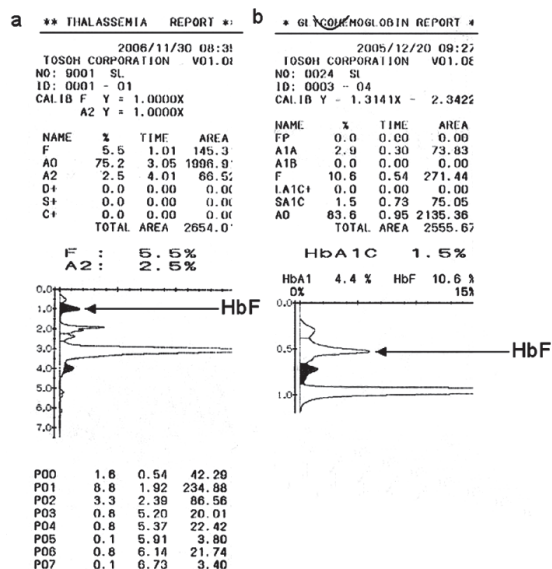 a
** THALASSEMIA REPORT *
2006/11/30 08:3
TOSOH CORPORATION V01.0
NO: 9001 SL
ID: 0001 - 01
CALIB F Y = 1.0000X
A2 Y = 1.0000X
NAME % TIME AREA
F 5.5 1.01 145.3
A0 75.2 3.05 1996.9
A2 2.5 4.01 66.5
D+ 0.0 0.00 0.0
S+ 0.0 0.00 0.0
C+ 0.0 0.00 0.0
TOTAL AREA 2654.0
F : 5.5%
A2: 2.5%
0.0
1.0
2.0
3.0
4.0
5.0
6.0
7.0
HbF
P00 1.6 0.54 42.29
P01 8.8 1.92 234.88
P02 3.3 2.39 86.56
P03 0.8 5.20 20.01
P04 0.8 5.37 22.42
P05 0.1 5.91 3.80
P06 0.8 6.14 21.74
P07 0.1 6.73 3.40
b
* GLYCOHEMOGLOBIN REPORT *
2005/12/20 09:27
TOSOH CORPORATION V01.0
NO: 0024 SL
ID: 0003 - 04
CALIB Y - 1.3141X - 2.3422
NAME % TIME AREA
FP 0.0 0.00 0.00
A1A 2.9 0.30 73.83
A1B 0.0 0.00 0.00
F 10.6 0.54 271.44
LA1C+ 0.0 0.00 0.00
SA1C 1.5 0.73 75.05
A0 83.6 0.95 2135.36
TOTAL AREA 2555.67
HbA1C 1.5%
HbA1 4.4 % HbF 10.6 %
0% 15%
0.0
0.5
1.0
HbF